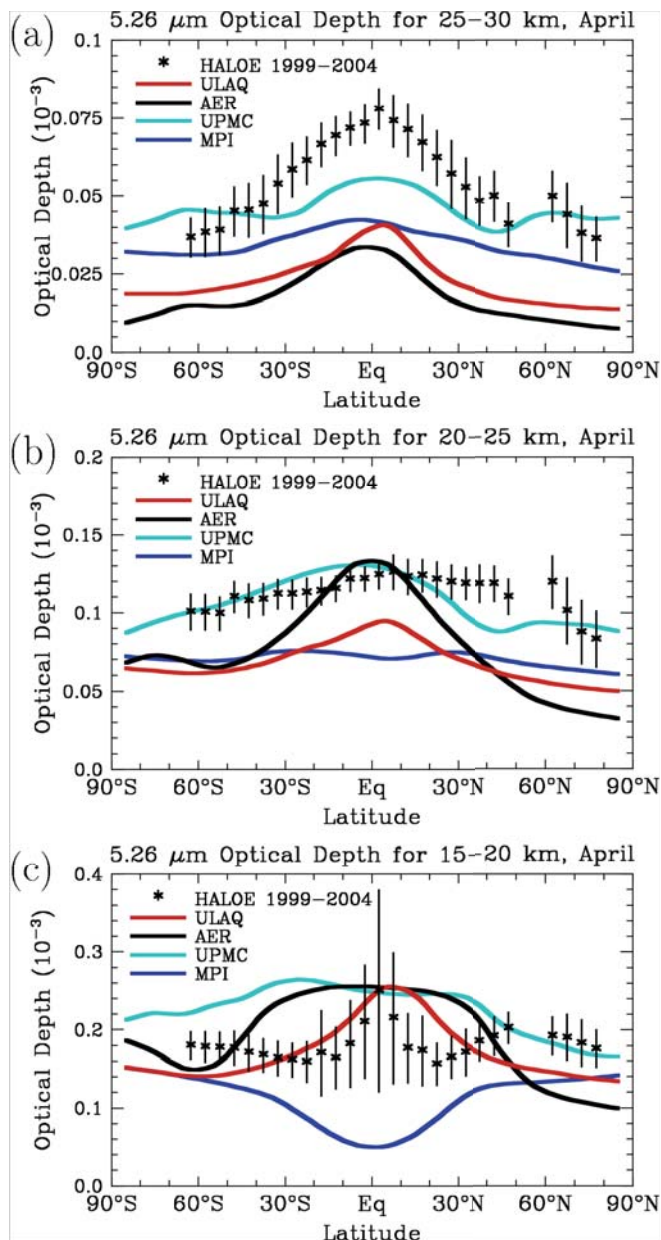 (a)
5.26 μm Optical Depth for 25-30 km, April
0.1
0.075
0.05
0.025
0.0
Optical Depth (10⁻³)
HALOE 1999-2004
ULAQ
AER
UPMC
MPI
90°S 60°S 30°S Eq 30°N 60°N 90°N
Latitude
(b)
5.26 μm Optical Depth for 20-25 km, April
0.2
0.15
0.1
0.05
0.0
Optical Depth (10⁻³)
HALOE 1999-2004
ULAQ
AER
UPMC
MPI
90°S 60°S 30°S Eq 30°N 60°N 90°N
Latitude
(c)
5.26 μm Optical Depth for 15-20 km, April
0.4
0.3
0.2
0.1
0.0
Optical Depth (10⁻³)
HALOE 1999-2004
ULAQ
AER
UPMC
MPI
90°S 60°S 30°S Eq 30°N 60°N 90°N
Latitude